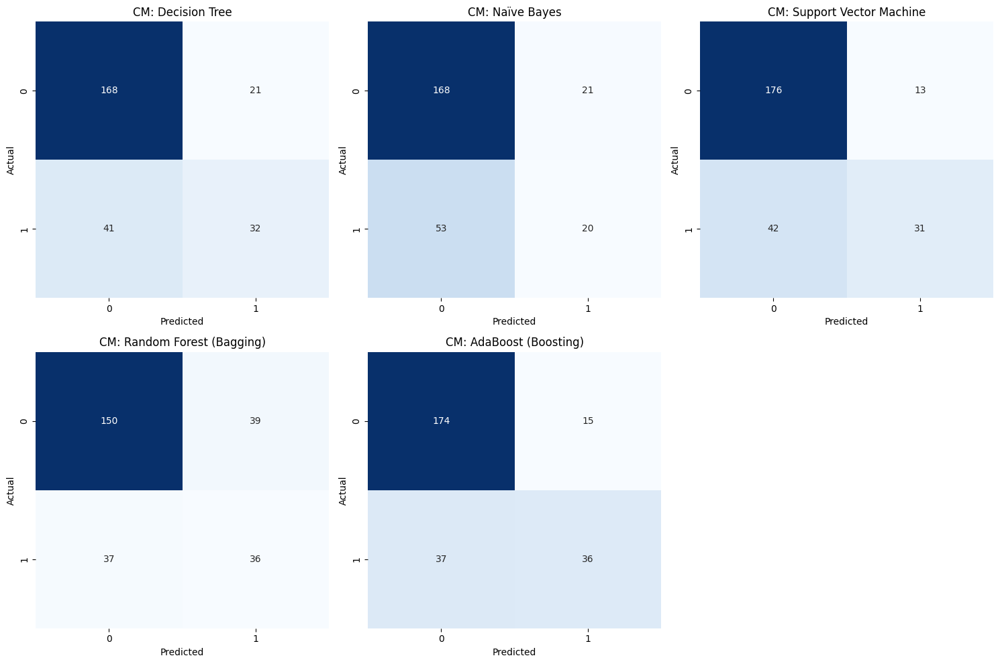 CM: Decision Tree
0
168
21
Actual
1
41
32
0
1
Predicted
CM: Naïve Bayes
0
168
21
Actual
1
53
20
0
1
Predicted
CM: Support Vector Machine
0
176
13
Actual
1
42
31
0
1
Predicted
CM: Random Forest (Bagging)
0
150
39
Actual
1
37
36
0
1
Predicted
CM: AdaBoost (Boosting)
0
174
15
Actual
1
37
36
0
1
Predicted